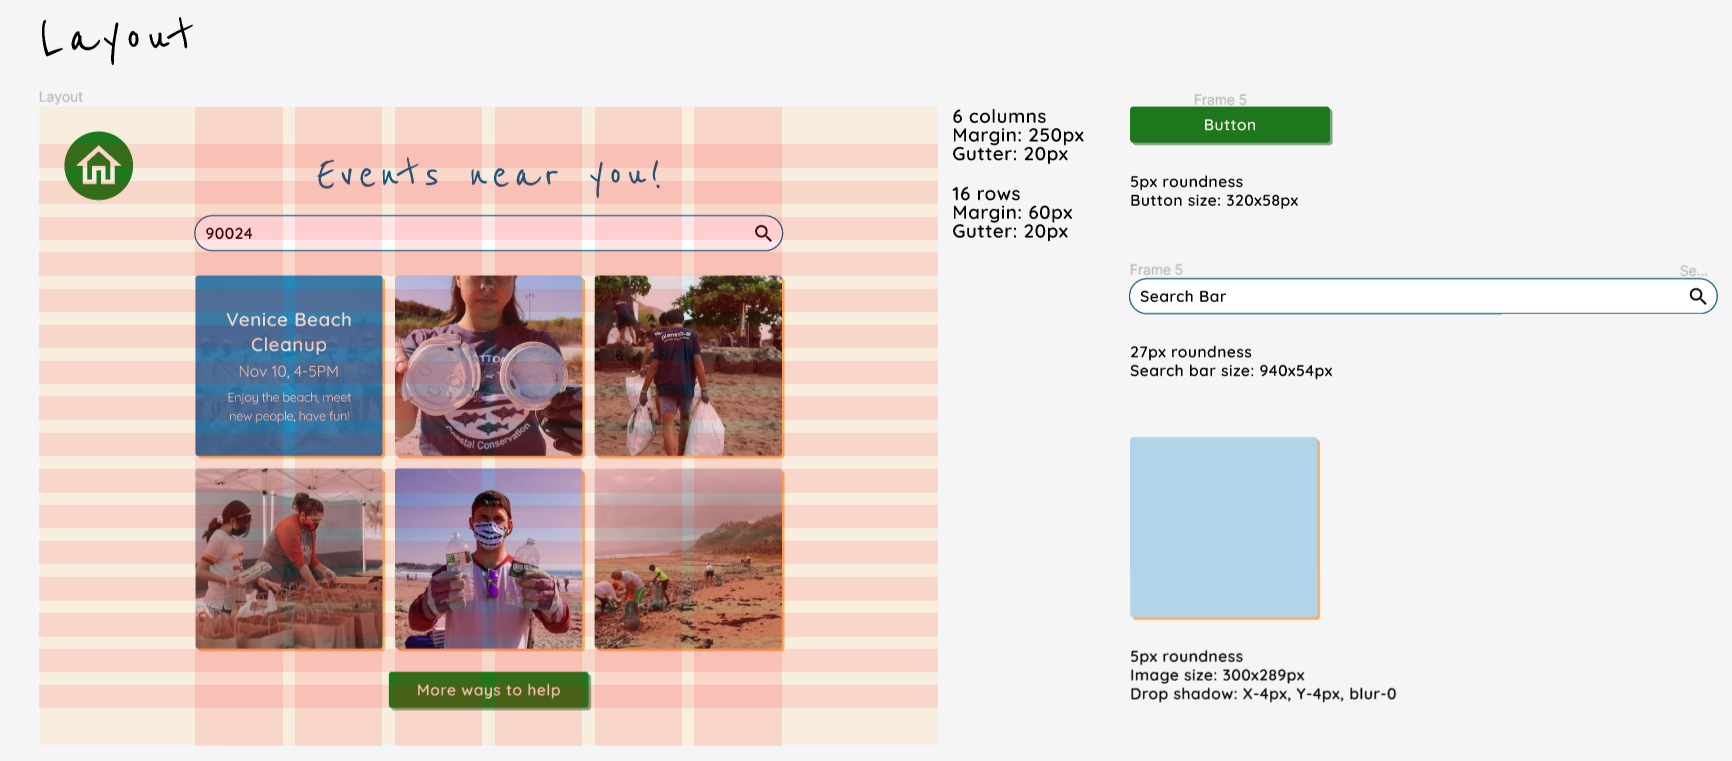 Layout
Layout
Events near you!
90024
Venice Beach
Cleanup
Nov 10, 4-5PM
Enjoy the beach, meet
new people, have fun!
Coastal Conservation
More ways to help
6 columns
Margin: 250px
Gutter: 20px
16 rows
Margin: 60px
Gutter: 20px
Frame 5
Button
5px roundness
Button size: 320x58px
Frame 5
Se...
Search Bar
27px roundness
Search bar size: 940x54px
5px roundness
Image size: 300x289px
Drop shadow: X-4px, Y-4px, blur-0